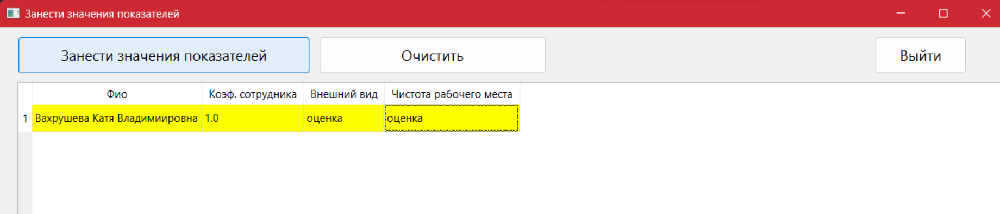 Занести значения показателей
Занести значения показателей Очистить Выйти
Фио Коэф. сотрудника Внешний вид Чистота рабочего места
1 Вахрушева Катя Владимиировна 1.0 оценка оценка